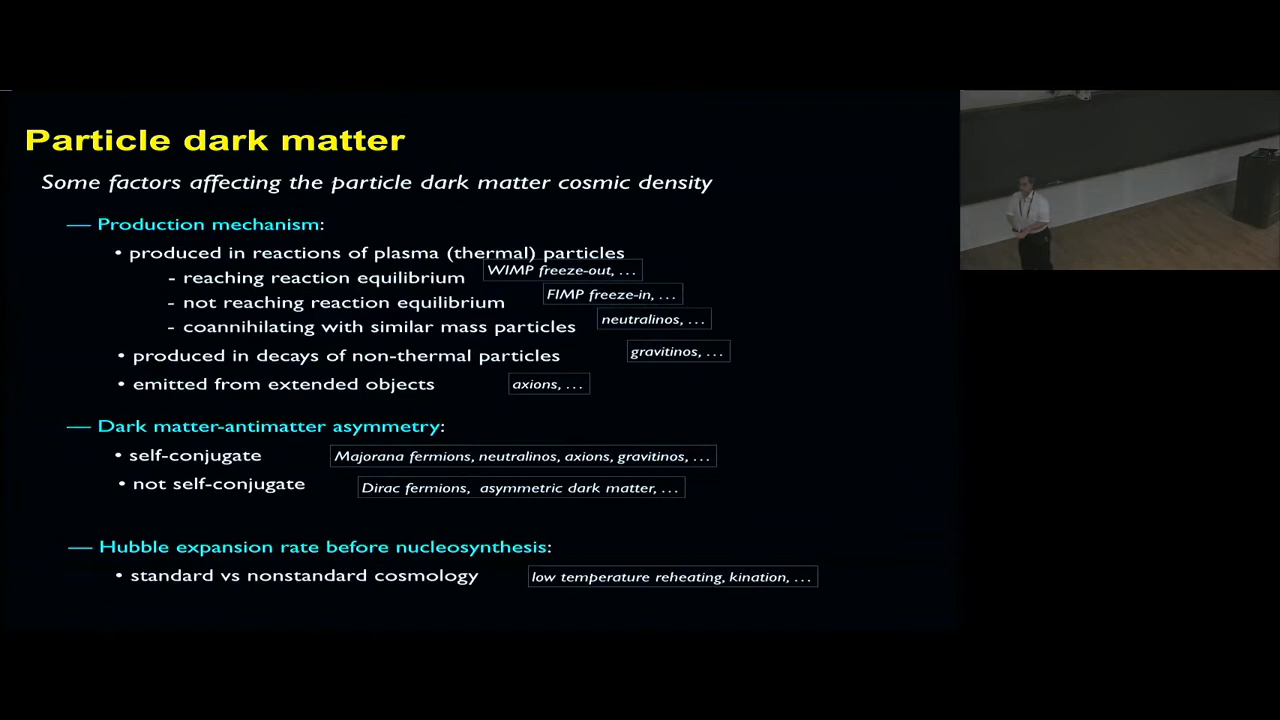 Particle dark matter
Some factors affecting the particle dark matter cosmic density
— Production mechanism:
• produced in reactions of plasma (thermal) particles
- reaching reaction equilibrium WIMP freeze-out, ...
- not reaching reaction equilibrium FIMP freeze-in, ...
- coannihilating with similar mass particles neutralinos, ...
• produced in decays of non-thermal particles gravitinos, ...
• emitted from extended objects axions, ...
— Dark matter-antimatter asymmetry:
• self-conjugate Majorana fermions, neutralinos, axions, gravitinos, ...
• not self-conjugate Dirac fermions, asymmetric dark matter, ...
— Hubble expansion rate before nucleosynthesis:
• standard vs nonstandard cosmology low temperature reheating, kination, ...